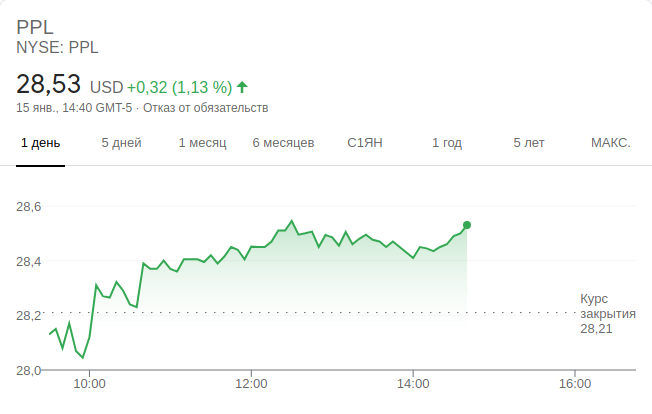 PPL
NYSE: PPL
28,53 USD +0,32 (1,13 %)
15 янв., 14:40 GMT-5 · Отказ от обязательств
1 день 5 дней 1 месяц 6 месяцев С1ЯН 1 год 5 лет МАКС.
28,6
28,4
28,2
28,0
Курс
закрытия
28,21
10:00 12:00 14:00 16:00